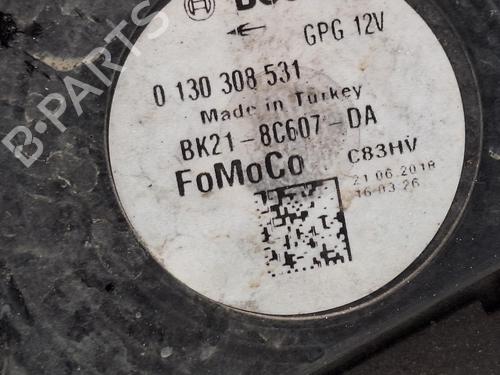 GPG 12V
0 130 308 531
Made in Turkey
BK21-8C607-DA
FoMoCo
C83HV
21.06.2018
16:03:26
B-PARTS